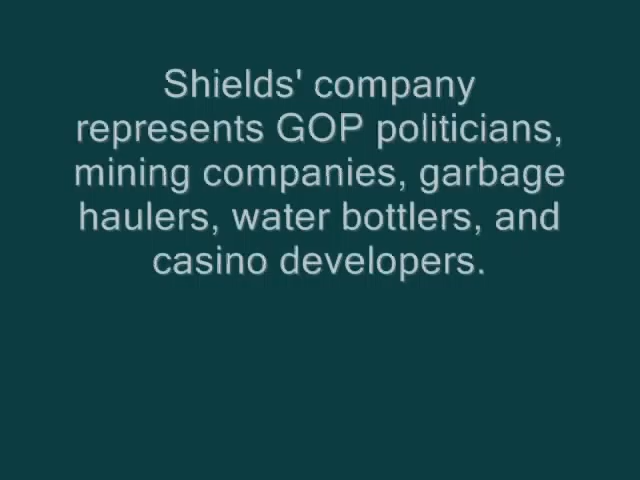 Shields' company
represents GOP politicians,
mining companies, garbage
haulers, water bottlers, and
casino developers.